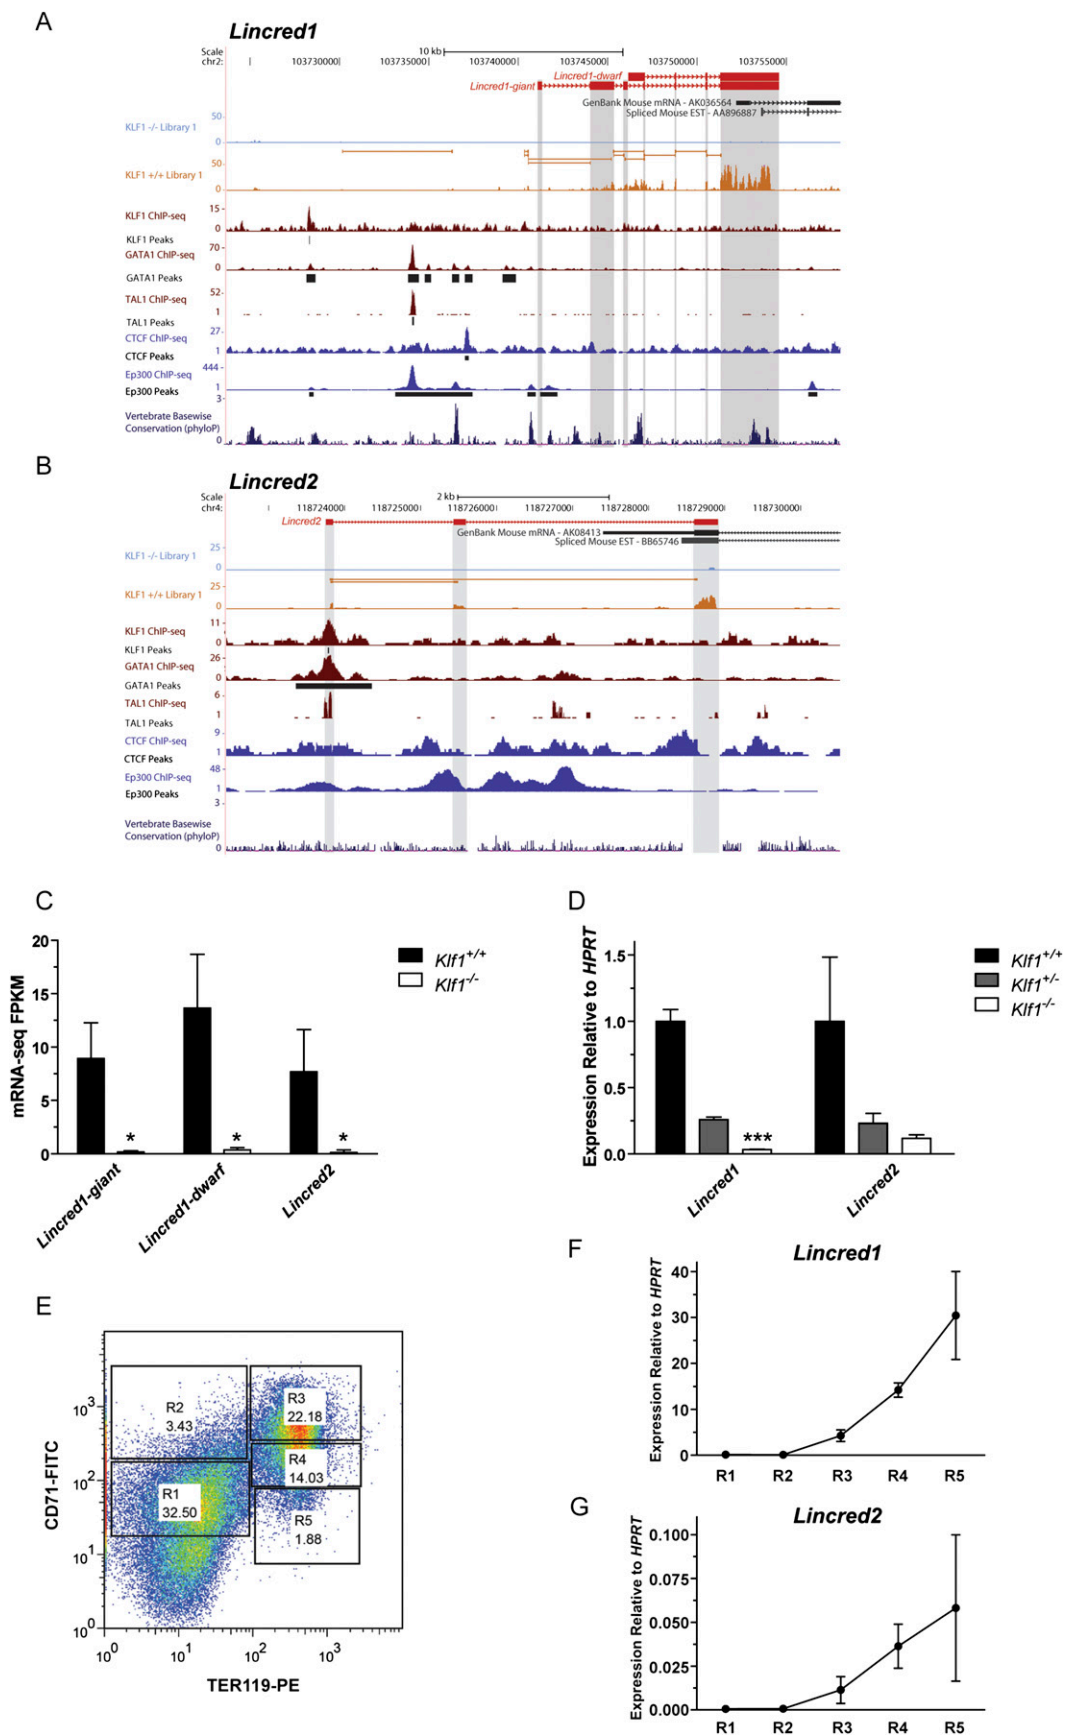 A
Lincred1
Scale
10 kb
chr2:
103730000
103735000
103740000
103745000
103750000
103755000
Lincred1-dwarf
Lincred1-giant
GenBank Mouse mRNA - AK036564
Spliced Mouse EST - AA896887
KLF1 -/- Library 1
50
0
KLF1 +/+ Library 1
50
0
KLF1 ChIP-seq
15
0
KLF1 Peaks
GATA1 ChIP-seq
70
0
GATA1 Peaks
TAL1 ChIP-seq
52
1
TAL1 Peaks
CTCF ChIP-seq
27
1
CTCF Peaks
Ep300 ChIP-seq
444
1
Ep300 Peaks
3
Vertebrate Basewise
Conservation (phyloP)
0
B
Lincred2
Scale
2 kb
chr4:
118724000
118725000
118726000
118727000
118728000
118729000
118730000
Lincred2
GenBank Mouse mRNA - AK08413
Spliced Mouse EST - BB65746
KLF1 -/- Library 1
25
0
KLF1 +/+ Library 1
25
0
KLF1 ChIP-seq
11
0
KLF1 Peaks
GATA1 ChIP-seq
26
0
GATA1 Peaks
TAL1 ChIP-seq
6
1
TAL1 Peaks
CTCF ChIP-seq
9
1
CTCF Peaks
Ep300 ChIP-seq
48
1
Ep300 Peaks
3
Vertebrate Basewise
Conservation (phyloP)
0
C
mRNA-seq FPKM
20
15
10
5
0
* * *
Lincred1-giant
Lincred1-dwarf
Lincred2
Klf1+/+
Klf1-/-
D
Expression Relative to HPRT
1.5
1.0
0.5
0.0
***
Lincred1
Lincred2
Klf1+/+
Klf1+/-
Klf1-/-
E
CD71-FITC
10^3
10^2
10^1
10^0
R2
3.43
R3
22.18
R4
14.03
R1
32.50
R5
1.88
10^0 10^1 10^2 10^3
TER119-PE
F
Lincred1
Expression Relative to HPRT
40
30
20
10
0
R1 R2 R3 R4 R5
G
Lincred2
Expression Relative to HPRT
0.100
0.075
0.050
0.025
0.000
R1 R2 R3 R4 R5